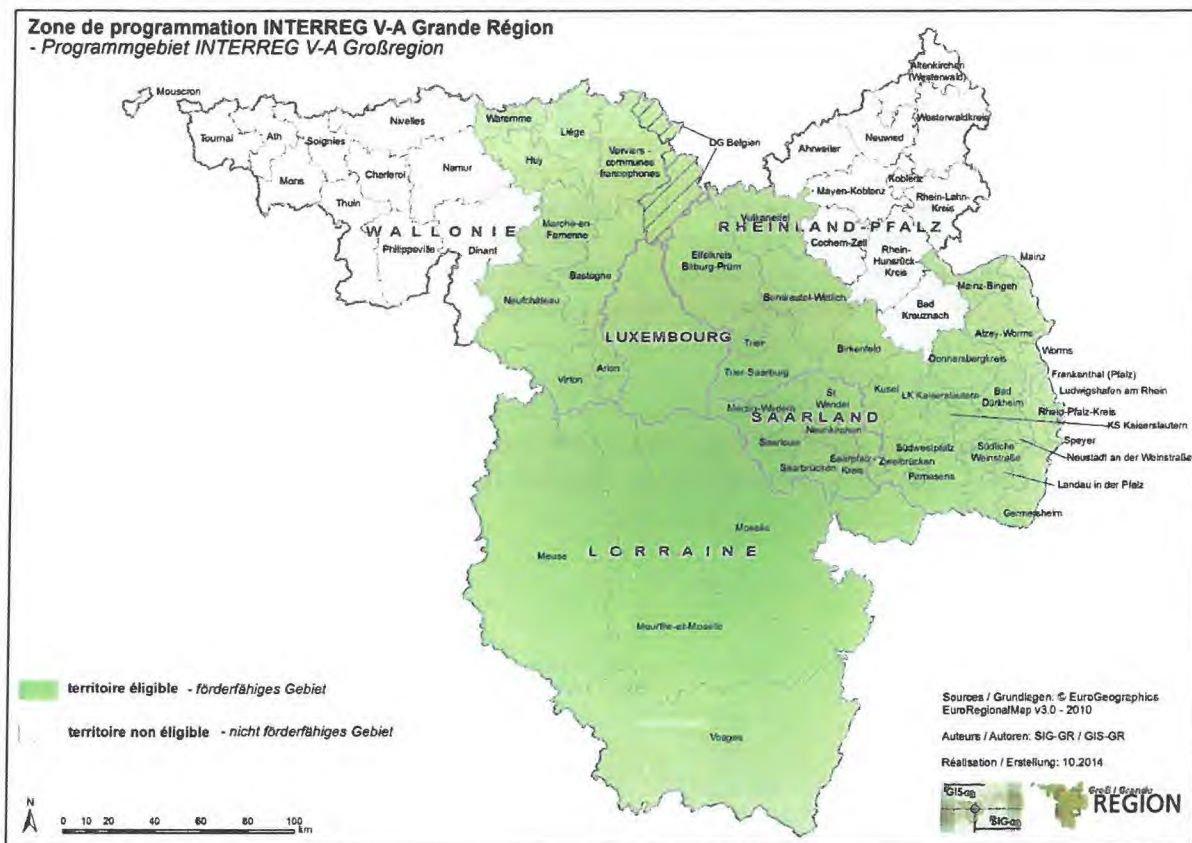 Zone de programmation INTERREG V-A Grande Région
- Programmgebiet INTERREG V-A Großregion
Mouscron
Tournai
Ath
Soignies
Nivelles
Mons
Charleroi
Namur
Thuin
WALLONIE
Philippeville
Dinant
Waremme
Liège
Huy
Verviers -
communes
francophones
DG Belgien
Marche-en-
Famenne
Bastogne
Neufchâteau
Virton
Arlon
LUXEMBOURG
Altenkirchen
(Westerwald)
Westerwaldkreis
Neuwied
Ahrweiler
Koblenz
Mayen-Koblenz
Rhein-Lahn-
Kreis
Vulkaneifel
RHEINLAND-PFALZ
Cochem-Zell
Eifelkreis
Bitburg-Prüm
Rhein-
Hunsrück-
Kreis
Mainz
Mainz-Bingen
Bernkastel-Wittlich
Bad
Kreuznach
Alzey-Worms
Trier
Birkenfeld
Donnersbergkreis
Worms
Trier-Saarburg
Frankenthal (Pfalz)
Kusel
LK Kaiserslautern
Bad
Dürkheim
Ludwigshafen am Rhein
St
Wendel
Merzig-Wadern
SAARLAND
Rhein-Pfalz-Kreis
KS Kaiserslautern
Neunkirchen
Saarlouis
Speyer
Südwestpfalz
Südliche
Weinstraße
Neustadt an der Weinstraße
Saarpfalz-
Kreis
Zweibrücken
Saarbrücken
Pirmasens
Landau in der Pfalz
Germersheim
Moselle
Meuse
LORRAINE
Meurthe-et-Moselle
Vosges
territoire éligible - förderfähiges Gebiet
territoire non éligible - nicht förderfähiges Gebiet
N
0 20 40 60 80 100
km
Sources / Grundlagen: © EuroGeographics
EuroRegionalMap v3.0 - 2010
Auteurs / Autoren: SIG-GR / GIS-GR
Réalisation / Erstellung: 10.2014
GIS-GR
SIG-GR
Groß / Grande
REGION